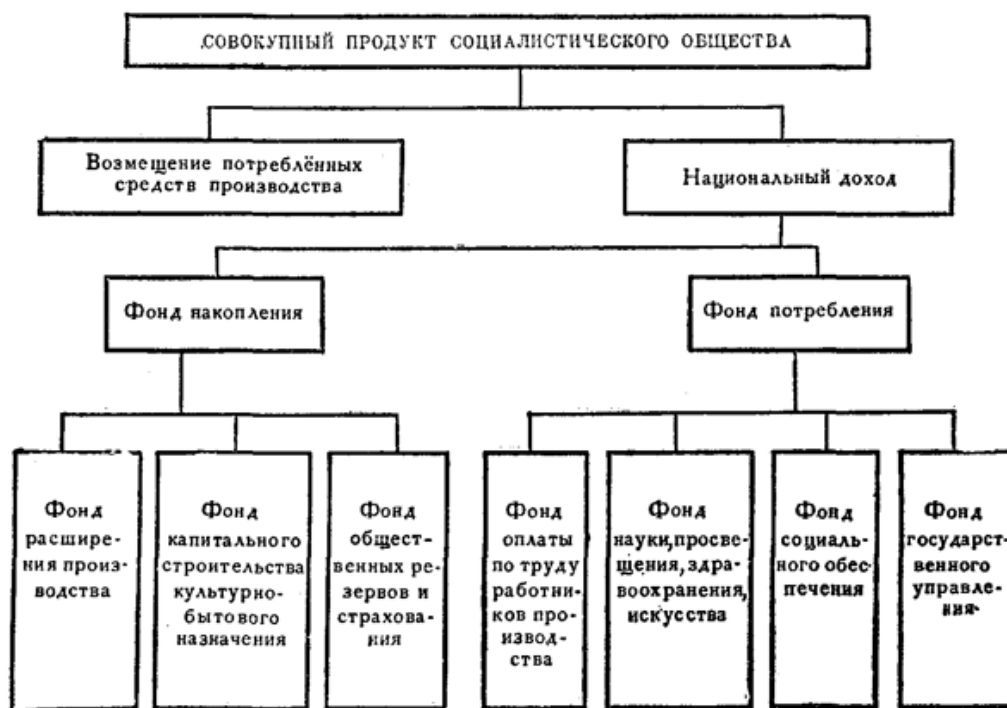 СОВОКУПНЫЙ ПРОДУКТ СОЦИАЛИСТИЧЕСКОГО ОБЩЕСТВА
Возмещение потреблённых
средств производства
Национальный доход
Фонд накопления
Фонд потребления
Фонд
расшире-
ния произ-
водства
Фонд
капитального
строительства
культурно-
бытового
назначения
Фонд
общест-
венных ре-
зервов и
страхова-
ния
Фонд
оплаты
по труду
работни-
ков про-
извод-
ства
Фонд
науки, просве-
щения, здра-
воохранения,
искусства
Фонд
социаль-
ного обес-
печения
Фонд
государст-
венного
управле-
ния